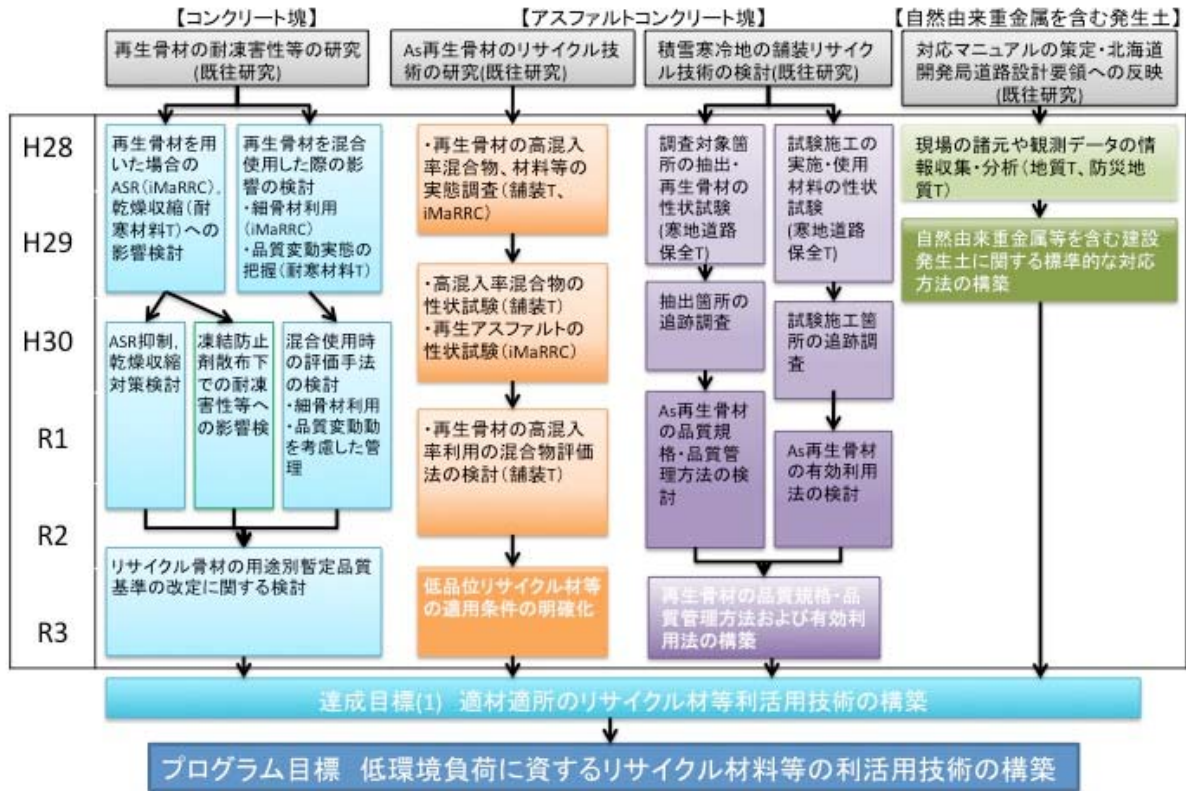 【コンクリート塊】
再生骨材の耐凍害性等の研究
(既往研究)
【アスファルトコンクリート塊】
As再生骨材のリサイクル技
術の研究(既往研究)
積雪寒冷地の舗装リサイク
ル技術の検討(既往研究)
【自然由来重金属を含む発生土】
対応マニュアルの策定・北海道
開発局道路設計要領への反映
(既往研究)
H28
H29
H30
R1
R2
R3
再生骨材を用
いた場合の
ASR(iMaRRC),
乾燥収縮(耐
寒材料T)への
影響検討
再生骨材を混合
使用した際の影
響の検討
・細骨材利用
(iMaRRC)
・品質変動実態の
把握(耐寒材料T)
ASR抑制,
乾燥収縮
対策検討
凍結防止
剤散布下
での耐凍
害性等へ
の影響検
混合使用時
の評価手法
の検討
・細骨材利用
・品質変動動
を考慮した管
理
リサイクル骨材の用途別暫定品質
基準の改定に関する検討
・再生骨材の高混入
率混合物、材料等の
実態調査(舗装T、
iMaRRC)
・高混入率混合物の
性状試験(舗装T)
・再生アスファルトの
性状試験(iMaRRC)
・再生骨材の高混入
率利用の混合物評価
法の検討(舗装T)
低品位リサイクル材等
の適用条件の明確化
調査対象箇
所の抽出・
再生骨材の
性状試験
(寒地道路
保全T)
抽出箇所の
追跡調査
As再生骨材
の品質規
格・品質管
理方法の検
討
試験施工の
実施・使用
材料の性状
試験
(寒地道路
保全T)
試験施工箇
所の追跡調
査
As再生骨材
の有効利用
法の検討
再生骨材の品質規格・品
質管理方法および有効利
用法の構築
現場の諸元や観測データの情
報収集・分析(地質T、防災地
質T)
自然由来重金属等を含む建設
発生土に関する標準的な対応
方法の構築
達成目標(1) 適材適所のリサイクル材等利活用技術の構築
プログラム目標 低環境負荷に資するリサイクル材料等の利活用技術の構築